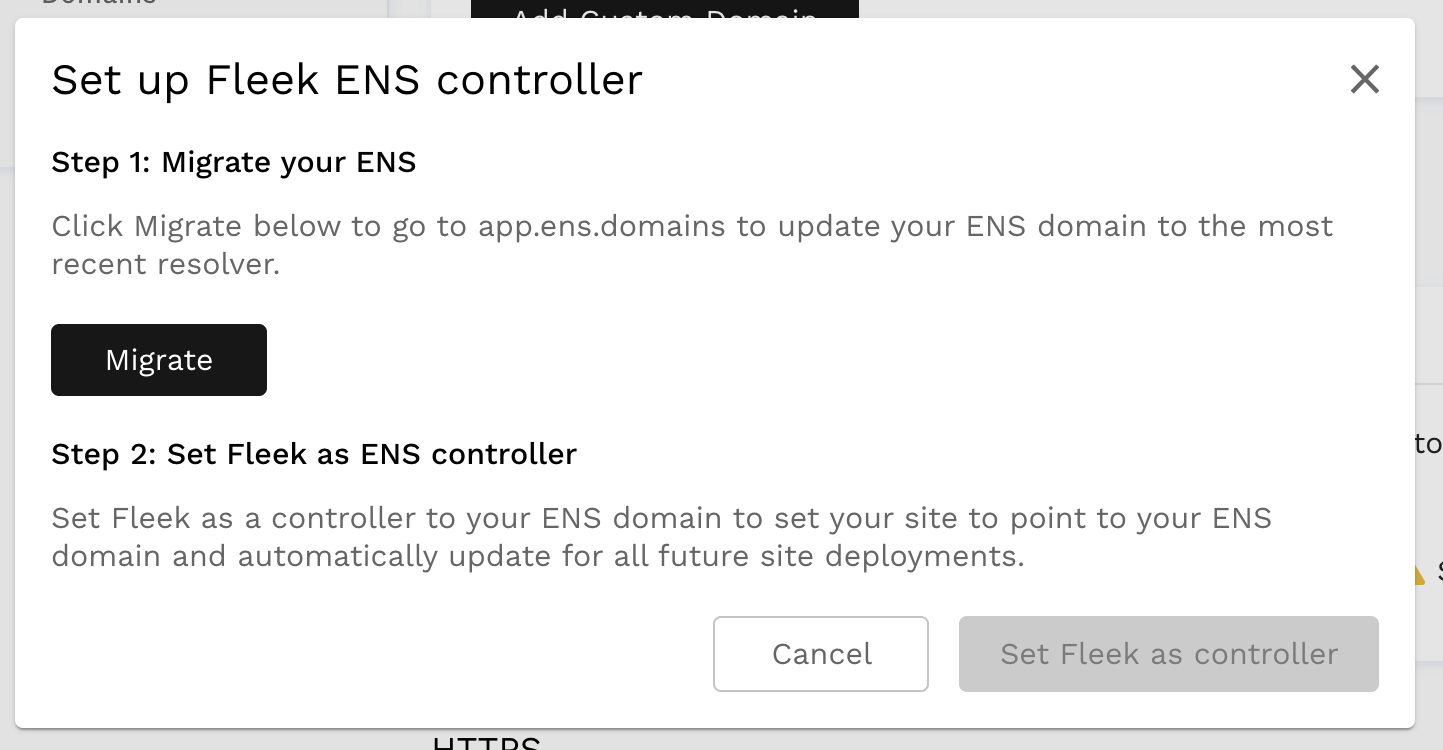 Domains
Add Custom Domain
Set up Fleek ENS controller
Step 1: Migrate your ENS
Click Migrate below to go to app.ens.domains to update your ENS domain to the most
recent resolver.
Migrate
Step 2: Set Fleek as ENS controller
to
Set Fleek as a controller to your ENS domain to set your site to point to your ENS
domain and automatically update for all future site deployments.
Cancel
Set Fleek as controller
HTTPS